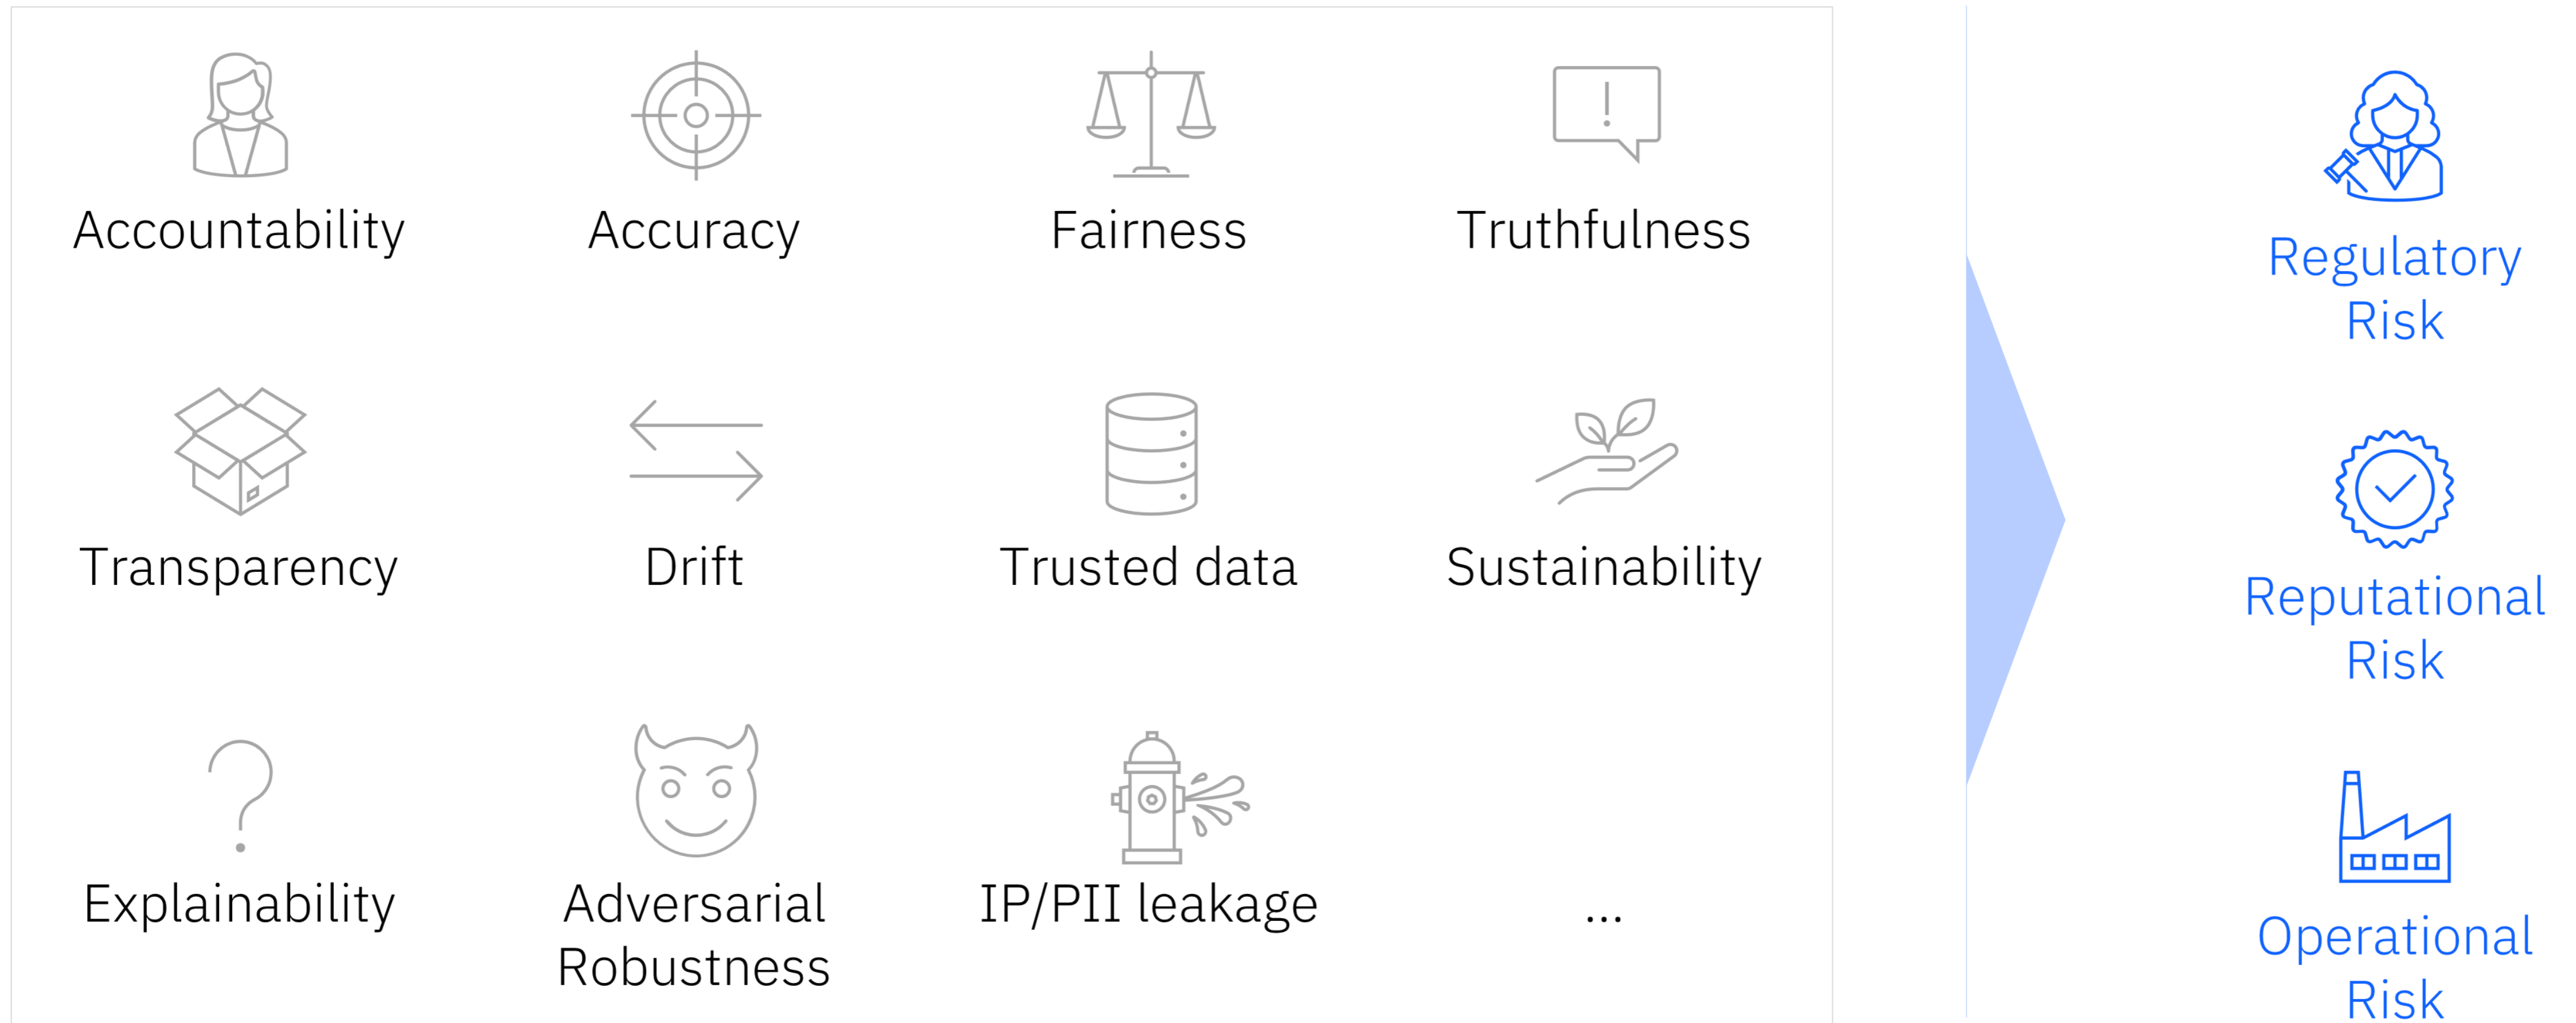 Accountability
Accuracy
Fairness
Truthfulness
Transparency
Drift
Trusted data
Sustainability
Explainability
Adversarial
Robustness
IP/PII leakage
...
Regulatory
Risk
Reputational
Risk
Operational
Risk